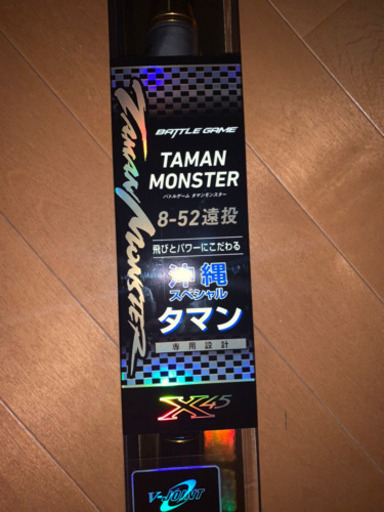 TAMAN MONSTER
BATTLE GAME
TAMAN
MONSTER
バトルゲーム タマンモンスター
8-52遠投
飛びとパワーにこだわる
沖縄
スペシャル
タマン
専用設計
X45
V-JOINT